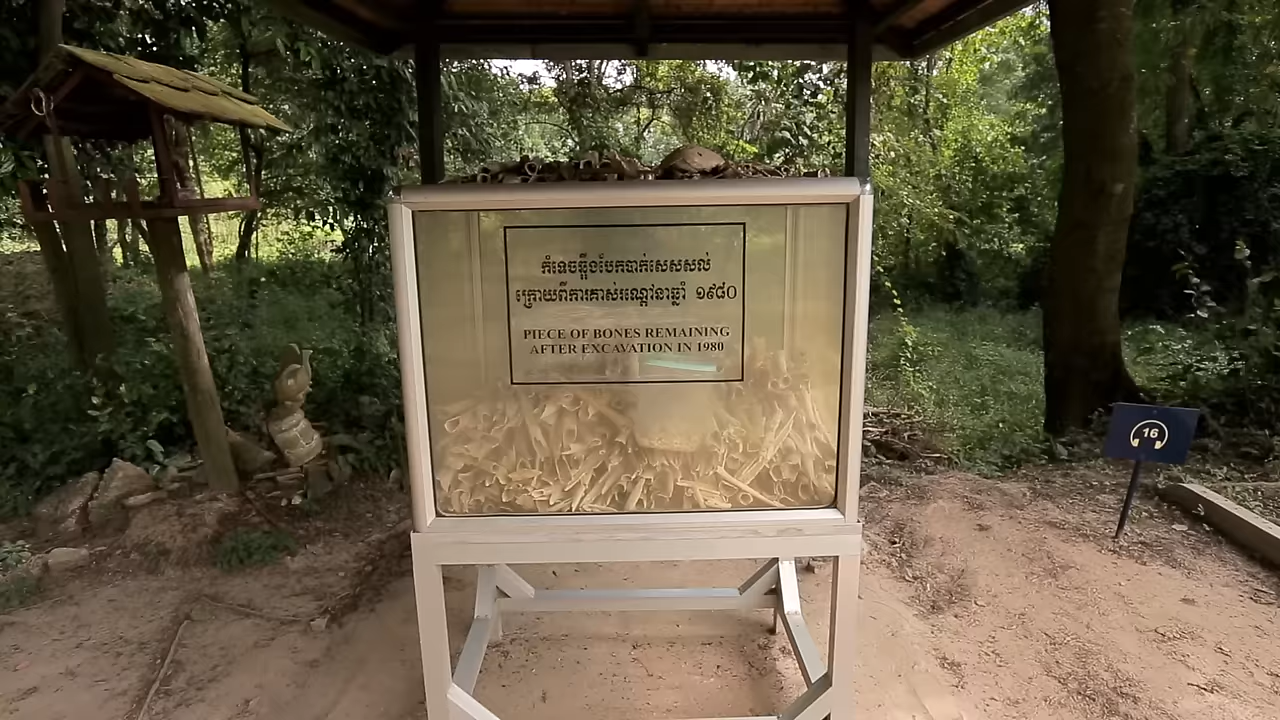 កំទេចឆ្អឹងបែកបាក់សេសសល់
ក្រោយពីការគាស់រណ្តៅនាឆ្នាំ ១៩៨០
PIECE OF BONES REMAINING
AFTER EXCAVATION IN 1980
16